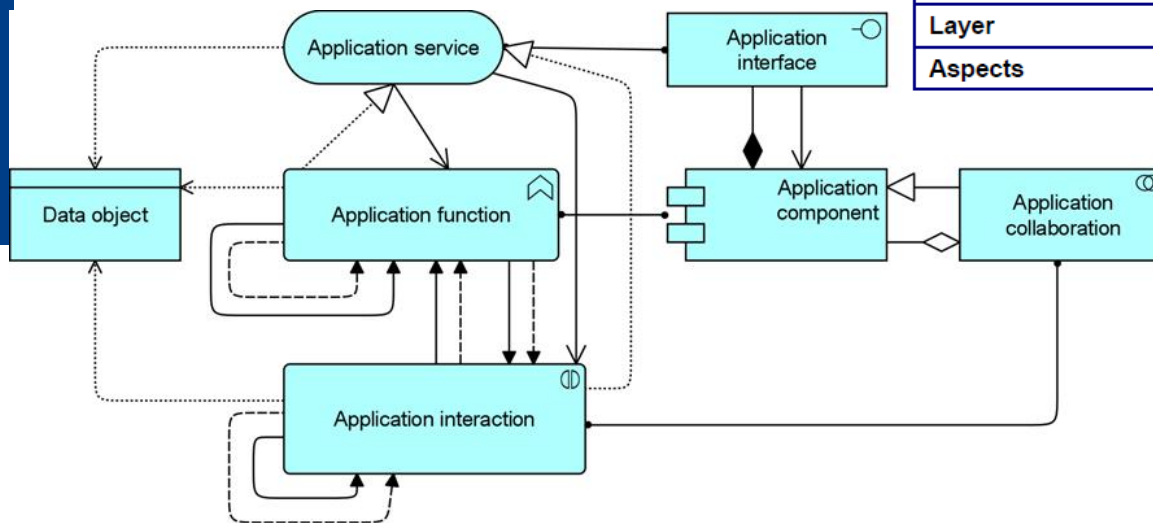 Application service
Application
interface
Layer
Aspects
Data object
Application function
Application
component
Application
collaboration
Application interaction